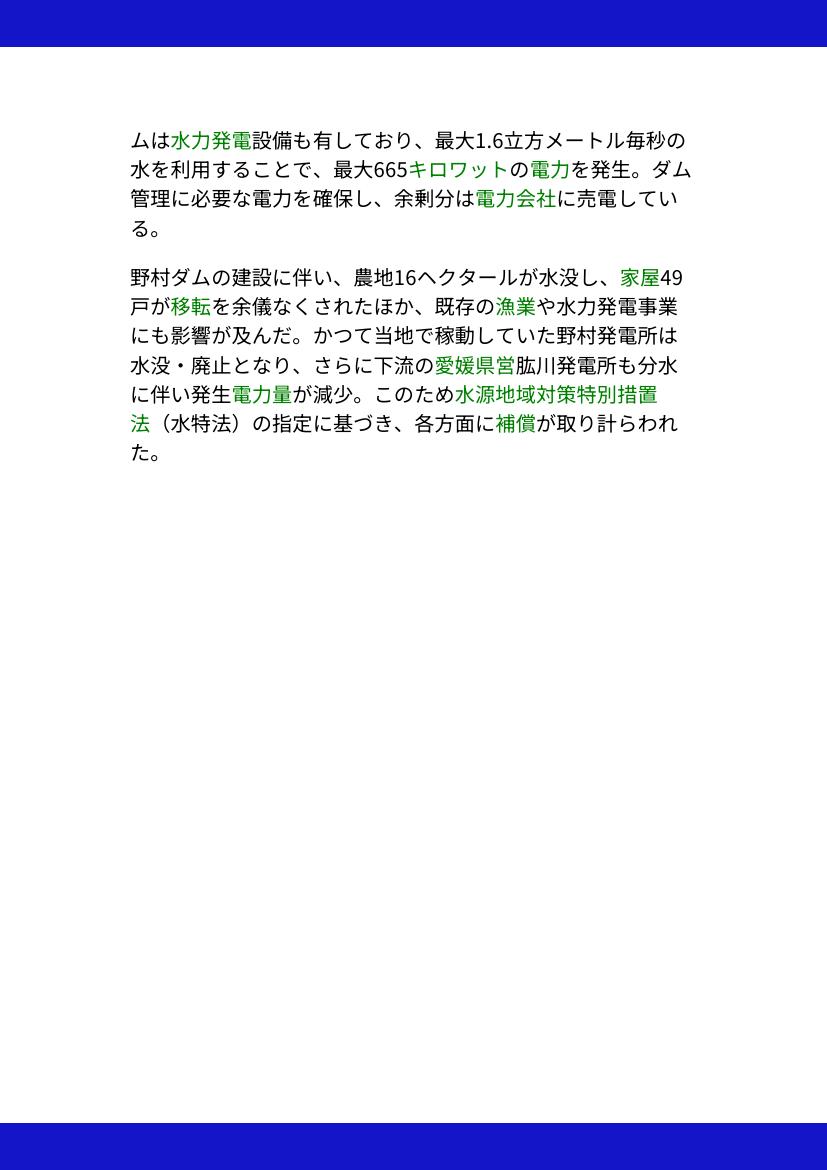 ムは水力発電設備も有しており、最大1.6立方メートル毎秒の
水を利用することで、最大665キロワットの電力を発生。ダム
管理に必要な電力を確保し、余剰分は電力会社に売電してい
る。
野村ダムの建設に伴い、農地16ヘクタールが水没し、家屋49
戸が移転を余儀なくされたほか、既存の漁業や水力発電事業
にも影響が及んだ。かつて当地で稼動していた野村発電所は
水没・廃止となり、さらに下流の愛媛県営肱川発電所も分水
に伴い発生電力量が減少。このため水源地域対策特別措置
法（水特法）の指定に基づき、各方面に補償が取り計らわれ
た。